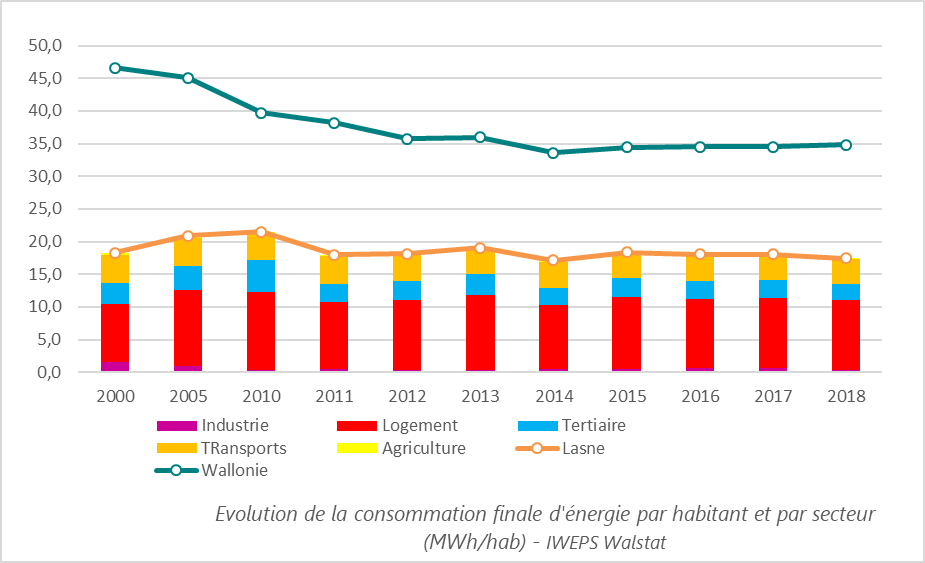 50,0
45,0
40,0
35,0
30,0
25,0
20,0
15,0
10,0
5,0
0,0
2000 2005 2010 2011 2012 2013 2014 2015 2016 2017 2018
Industrie Logement Tertiaire
TRansports Agriculture Lasne
Wallonie
Evolution de la consommation finale d'énergie par habitant et par secteur
(MWh/hab) - IWEPS Walstat